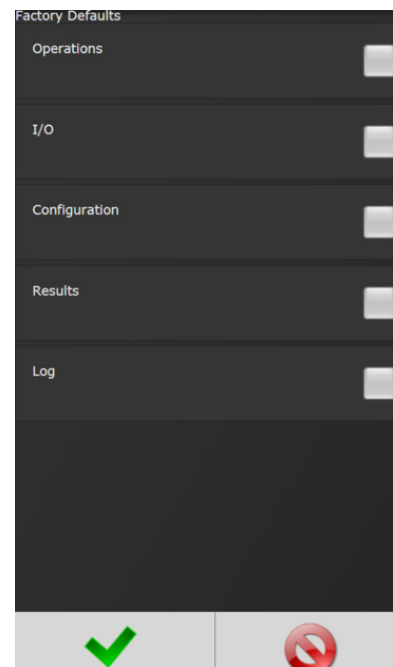 Factory Defaults
Operations
I/O
Configuration
Results
Log